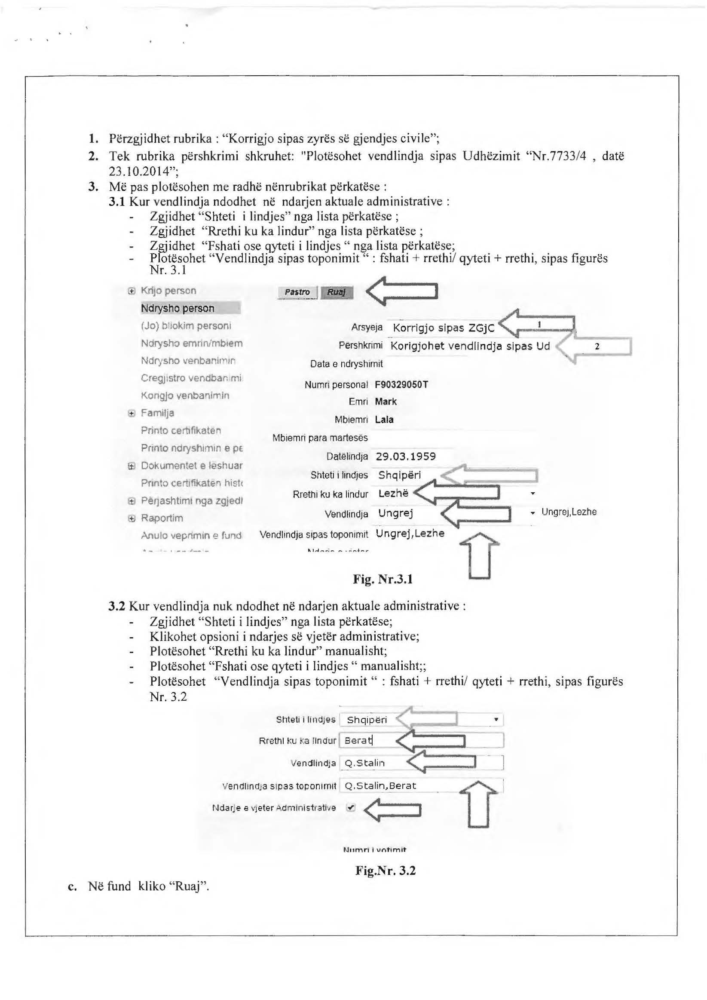 1. Përzgjidhet rubrika : “Korrigjo sipas zyrës së gjendjes civile”;
2. Tek rubrika përshkrimi shkruhet: "Plotësohet vendlindja sipas Udhëzimit “Nr.7733/4 , datë
23.10.2014”;
3. Më pas plotësohen me radhë nënrubrikat përkatëse :
3.1 Kur vendlindja ndodhet në ndarjen aktuale administrative :
- Zgjidhet “Shteti i lindjes” nga lista përkatëse ;
- Zgjidhet “Rrethi ku ka lindur” nga lista përkatëse ;
- Zgjidhet “Fshati ose qyteti i lindjes “ nga lista përkatëse;
- Plotësohet “Vendlindja sipas toponimit “ : fshati + rrethi/ qyteti + rrethi, sipas figurës
Nr. 3.1
Krijo person
Ndrysho person
(Jo) bllokim personi
Ndrysho emrin/mbiem
Ndrysho venbanimin
Cregjistro vendbanimi
Korigjo venbanimin
Familja
Printo certifikatën
Printo ndryshimin e pe
Dokumentet e lëshuar
Printo certifikatën hist
Përjashtimi nga zgjedl
Raportim
Anulo veprimin e fund
Pastro Ruaj
Arsyeja Korrigjo sipas ZGjC 1
Përshkrimi Korigjohet vendlindja sipas Ud 2
Data e ndryshimit
Numri personal F90329050T
Emri Mark
Mbiemri Lala
Mbiemri para martesës
Datëlindja 29.03.1959
Shteti i lindjes Shqipëri
Rrethi ku ka lindur Lezhë
Vendlindja Ungrej Ungrej,Lezhe
Vendlindja sipas toponimit Ungrej,Lezhe
Fig. Nr.3.1
3.2 Kur vendlindja nuk ndodhet në ndarjen aktuale administrative :
- Zgjidhet “Shteti i lindjes” nga lista përkatëse;
- Klikohet opsioni i ndarjes së vjetër administrative;
- Plotësohet “Rrethi ku ka lindur” manualisht;
- Plotësohet “Fshati ose qyteti i lindjes “ manualisht;;
- Plotësohet “Vendlindja sipas toponimit “ : fshati + rrethi/ qyteti + rrethi, sipas figurës
Nr. 3.2
Shteti i lindjes Shqipëri
Rrethi ku ka lindur Berat
Vendlindja Q.Stalin
Vendlindja sipas toponimit Q.Stalin,Berat
Ndarje e vjeter Administrative
Numri i votimit
Fig.Nr. 3.2
c. Në fund kliko “Ruaj”.